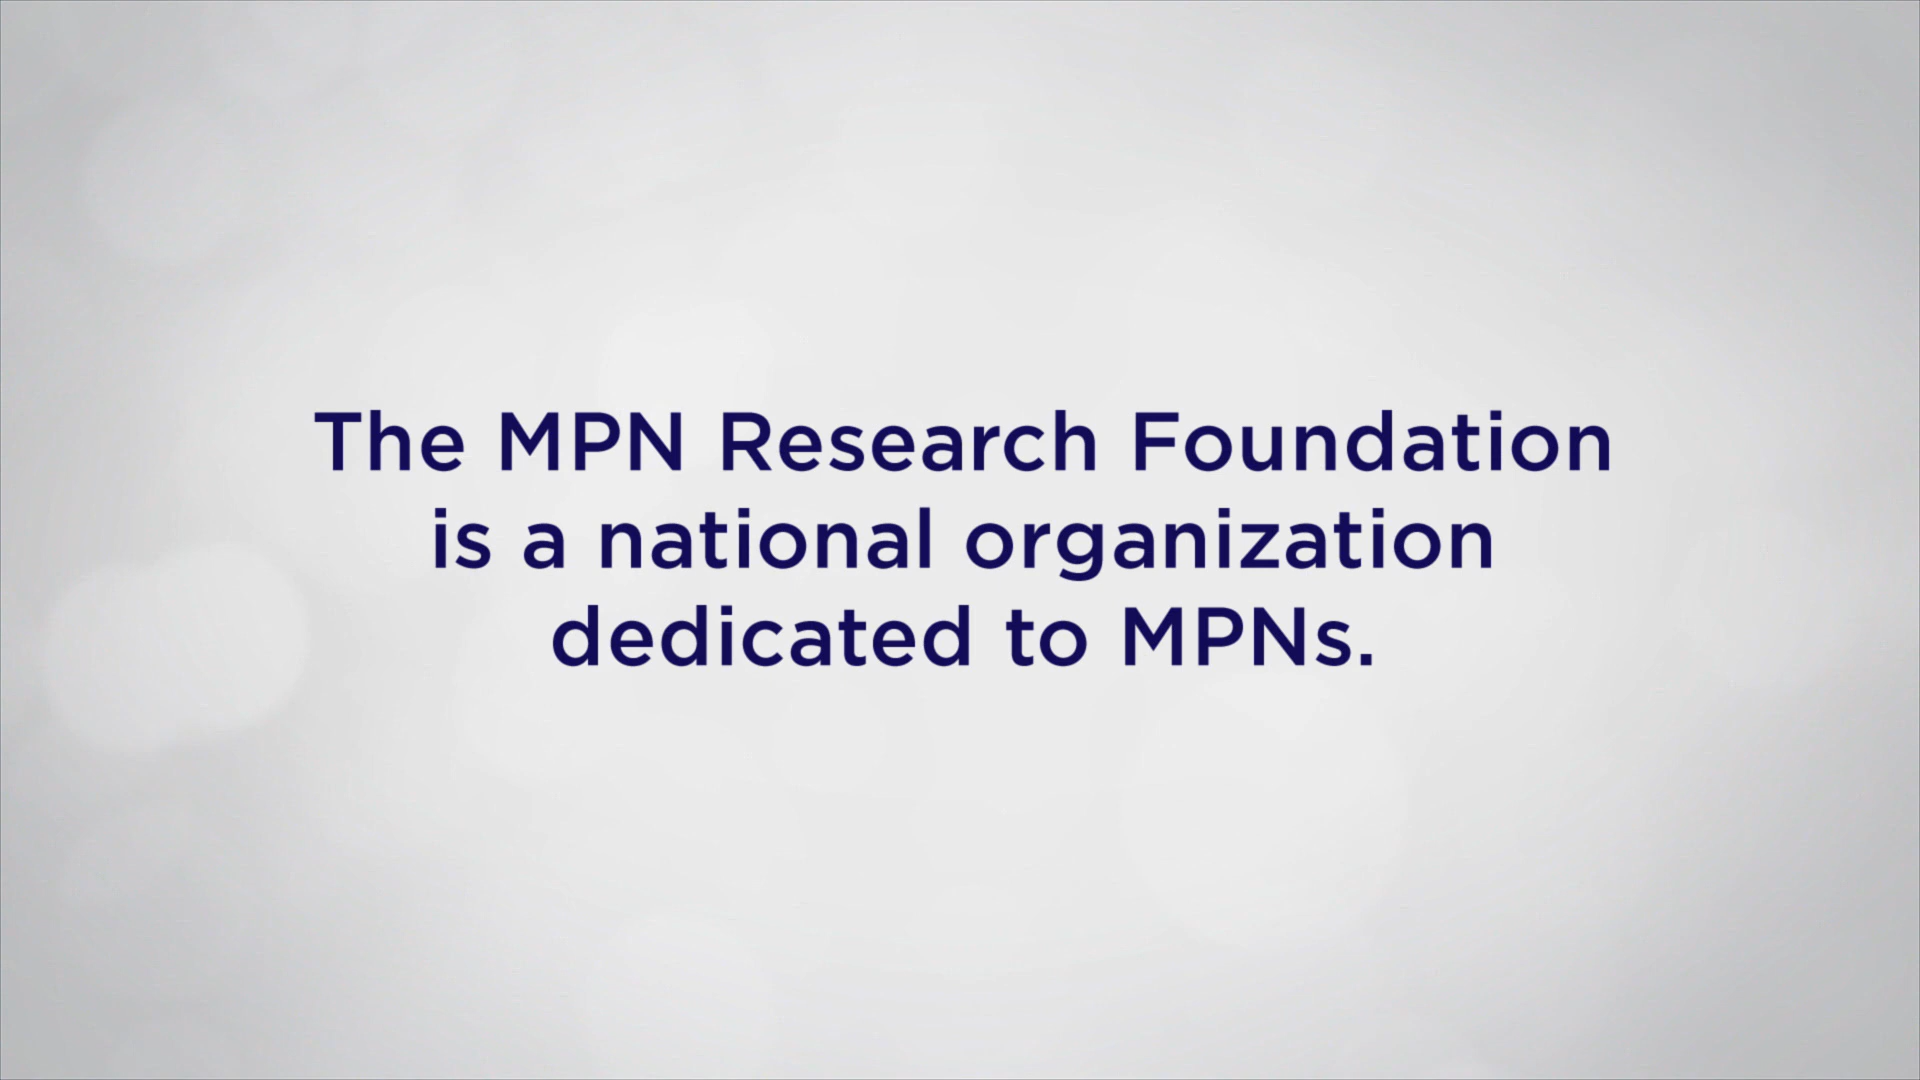 The MPN Research Foundation
is a national organization
dedicated to MPNs.